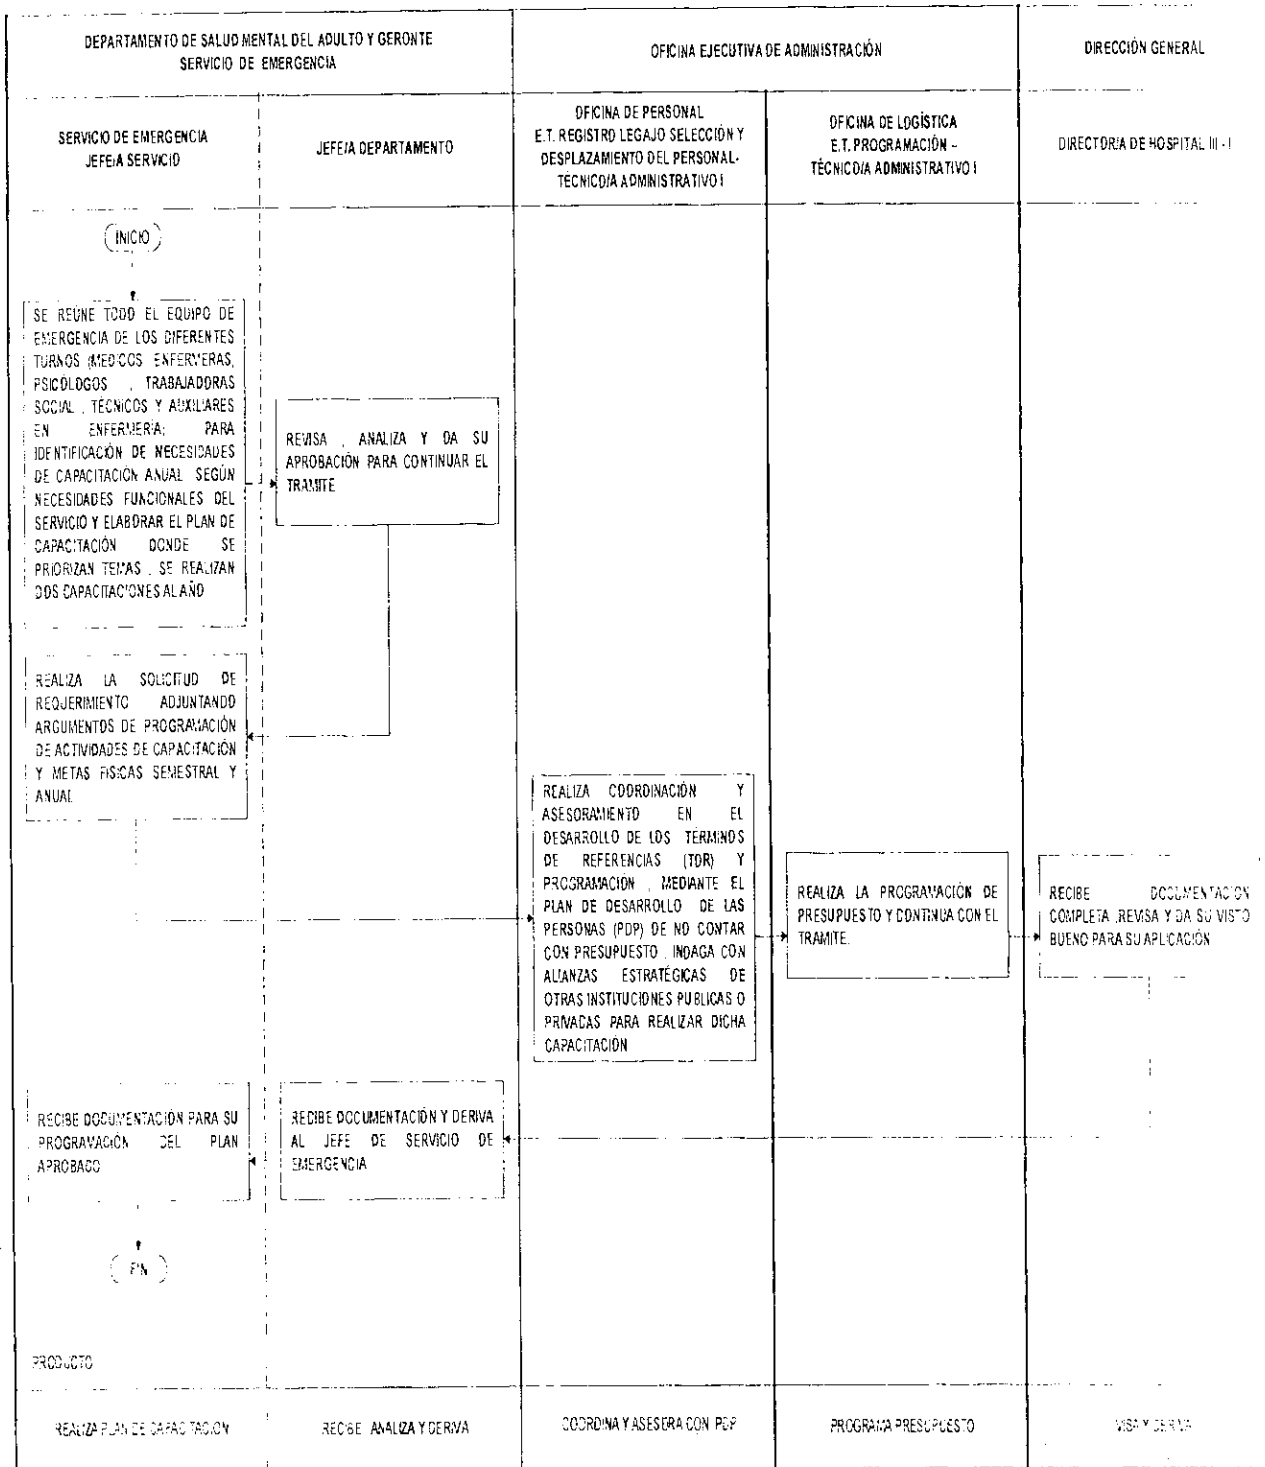 DEPARTAMENTO DE SALUD MENTAL DEL ADULTO Y GERONTE
SERVICIO DE EMERGENCIA
OFICINA EJECUTIVA DE ADMINISTRACIÓN
DIRECCIÓN GENERAL
SERVICIO DE EMERGENCIA
JEFE/A SERVICIO
JEFE/A DEPARTAMENTO
OFICINA DE PERSONAL
E.T. REGISTRO LEGAJO SELECCIÓN Y
DESPLAZAMIENTO DEL PERSONAL-
TÉCNICO/A ADMINISTRATIVO I
OFICINA DE LOGÍSTICA
E.T. PROGRAMACIÓN -
TÉCNICO/A ADMINISTRATIVO I
DIRECTOR/A DE HOSPITAL III - I
INICIO
SE REÚNE TODO EL EQUIPO DE
EMERGENCIA DE LOS DIFERENTES
TURNOS (MEDICOS ENFERMERAS,
PSICÓLOGOS , TRABAJADORAS
SOCIAL , TÉCNICOS Y AUXILIARES
EN ENFERMERÍA; PARA
IDENTIFICACIÓN DE NECESIDADES
DE CAPACITACIÓN ANUAL SEGÚN
NECESIDADES FUNCIONALES DEL
SERVICIO Y ELABORAR EL PLAN DE
CAPACITACIÓN DONDE SE
PRIORIZAN TEMAS , SE REALIZAN
DOS CAPACITACIONES AL AÑO
REVISA , ANALIZA Y DA SU
APROBACIÓN PARA CONTINUAR EL
TRAMITE
REALIZA LA SOLICITUD DE
REQUERIMIENTO ADJUNTANDO
ARGUMENTOS DE PROGRAMACIÓN
DE ACTIVIDADES DE CAPACITACIÓN
Y METAS FISICAS SEMESTRAL Y
ANUAL
REALIZA COORDINACIÓN Y
ASESORAMIENTO EN EL
DESARROLLO DE LOS TÉRMINOS
DE REFERENCIAS (TDR) Y
PROGRAMACIÓN , MEDIANTE EL
PLAN DE DESARROLLO DE LAS
PERSONAS (PDP) DE NO CONTAR
CON PRESUPUESTO , INDAGA CON
ALIANZAS ESTRATÉGICAS DE
OTRAS INSTITUCIONES PUBLICAS O
PRIVADAS PARA REALIZAR DICHA
CAPACITACIÓN
REALIZA LA PROGRAMACIÓN DE
PRESUPUESTO Y CONTINUA CON EL
TRAMITE.
RECIBE DOCUMENTACION
COMPLETA ,REVISA Y DA SU VISTO
BUENO PARA SU APLICACIÓN
RECIBE DOCUMENTACIÓN PARA SU
PROGRAMACIÓN DEL PLAN
APROBADO
RECIBE DOCUMENTACIÓN Y DERIVA
AL JEFE DE SERVICIO DE
EMERGENCIA
FIN
PRODUCTO
REALIZA PLAN DE CAPACITACION
RECIBE ANALIZA Y DERIVA
COORDINA Y ASESORA CON PDP
PROGRAMA PRESUPUESTO
VISA Y DERIVA